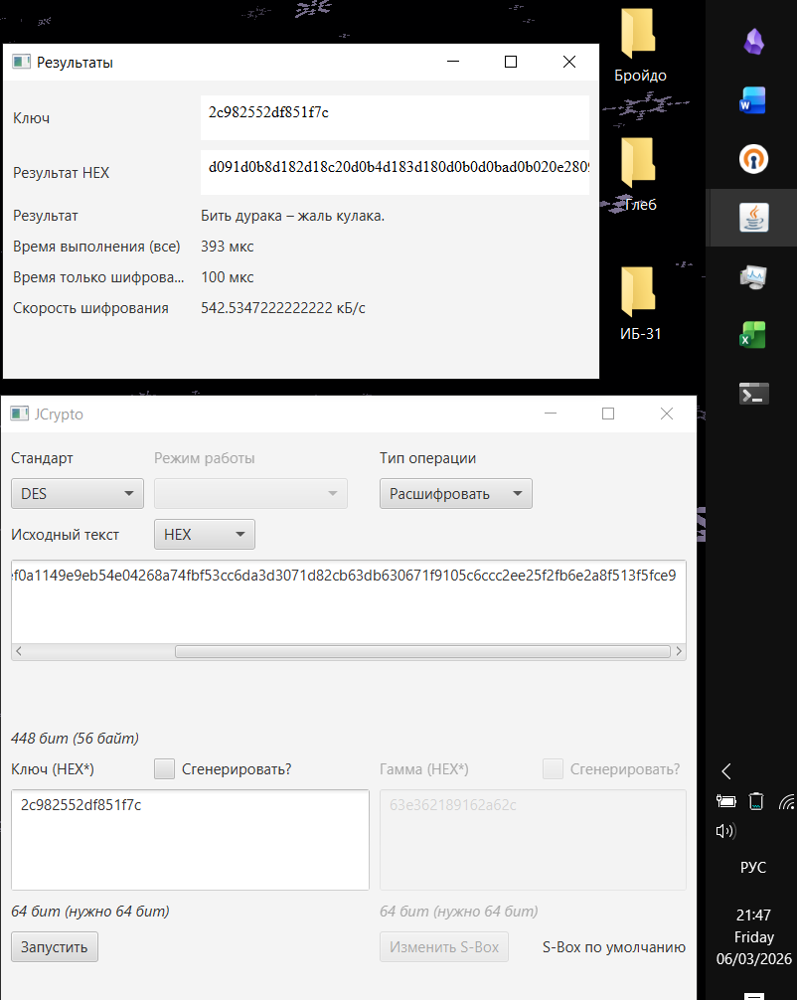 Результаты
Бройдо
Ключ
2c982552df851f7c
Результат HEX
d091d0b8d182d18c20d0b4d183d180d0b0d0bad0b020e2809
Глеб
Результат
Бить дурака – жаль кулака.
Время выполнения (все)
393 мкс
Время только шифрова...
100 мкс
Скорость шифрования
542.5347222222222 кБ/с
ИБ-31
JCrypto
Стандарт
Режим работы
Тип операции
DES
Расшифровать
Исходный текст
HEX
ef0a1149e9eb54e04268a74fbf53cc6da3d3071d82cb63db630671f9105c6ccc2ee25f2fb6e2a8f513f5fce9
448 бит (56 байт)
Ключ (HEX*)
Сгенерировать?
Гамма (HEX*)
Сгенерировать?
2c982552df851f7c
63e362189162a62c
64 бит (нужно 64 бит)
64 бит (нужно 64 бит)
Запустить
Изменить S-Box
S-Box по умолчанию
РУС
21:47
Friday
06/03/2026